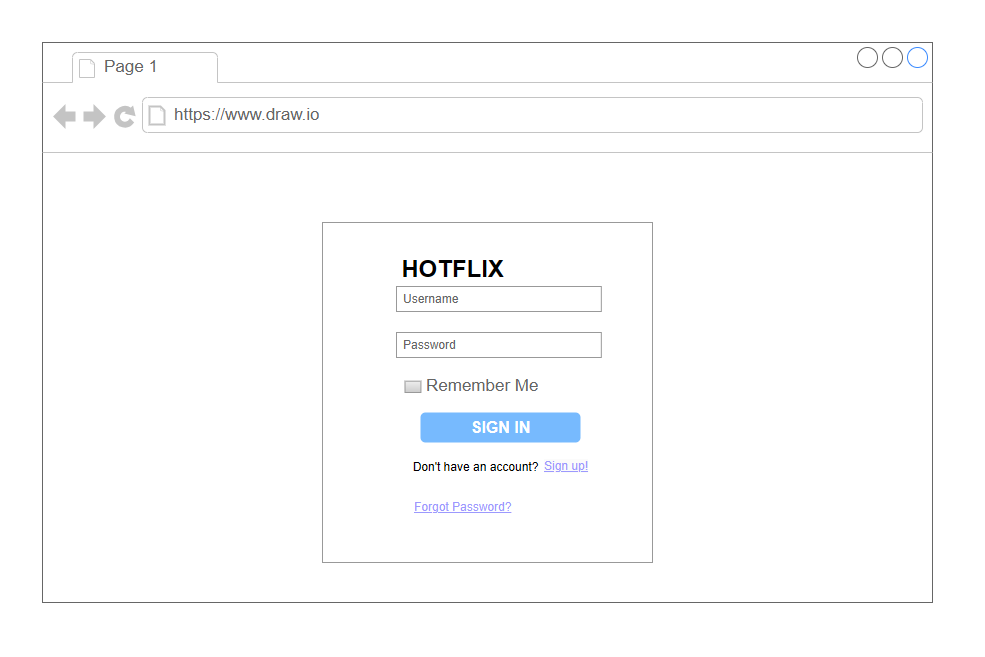 Page 1
https://www.draw.io
HOTFLIX
Username
Password
Remember Me
SIGN IN
Don't have an account? Sign up!
Forgot Password?